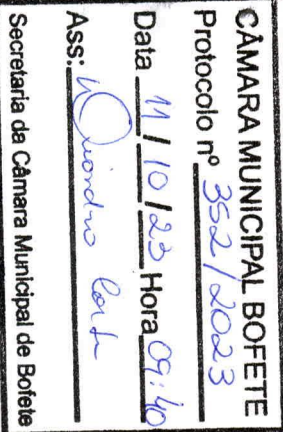 CÂMARA MUNICIPAL BOFETE
Protocolo nº 352/2023
Data 11/10/23 Hora 09:40
Ass:
Secretaria da Câmara Municipal de Bofete